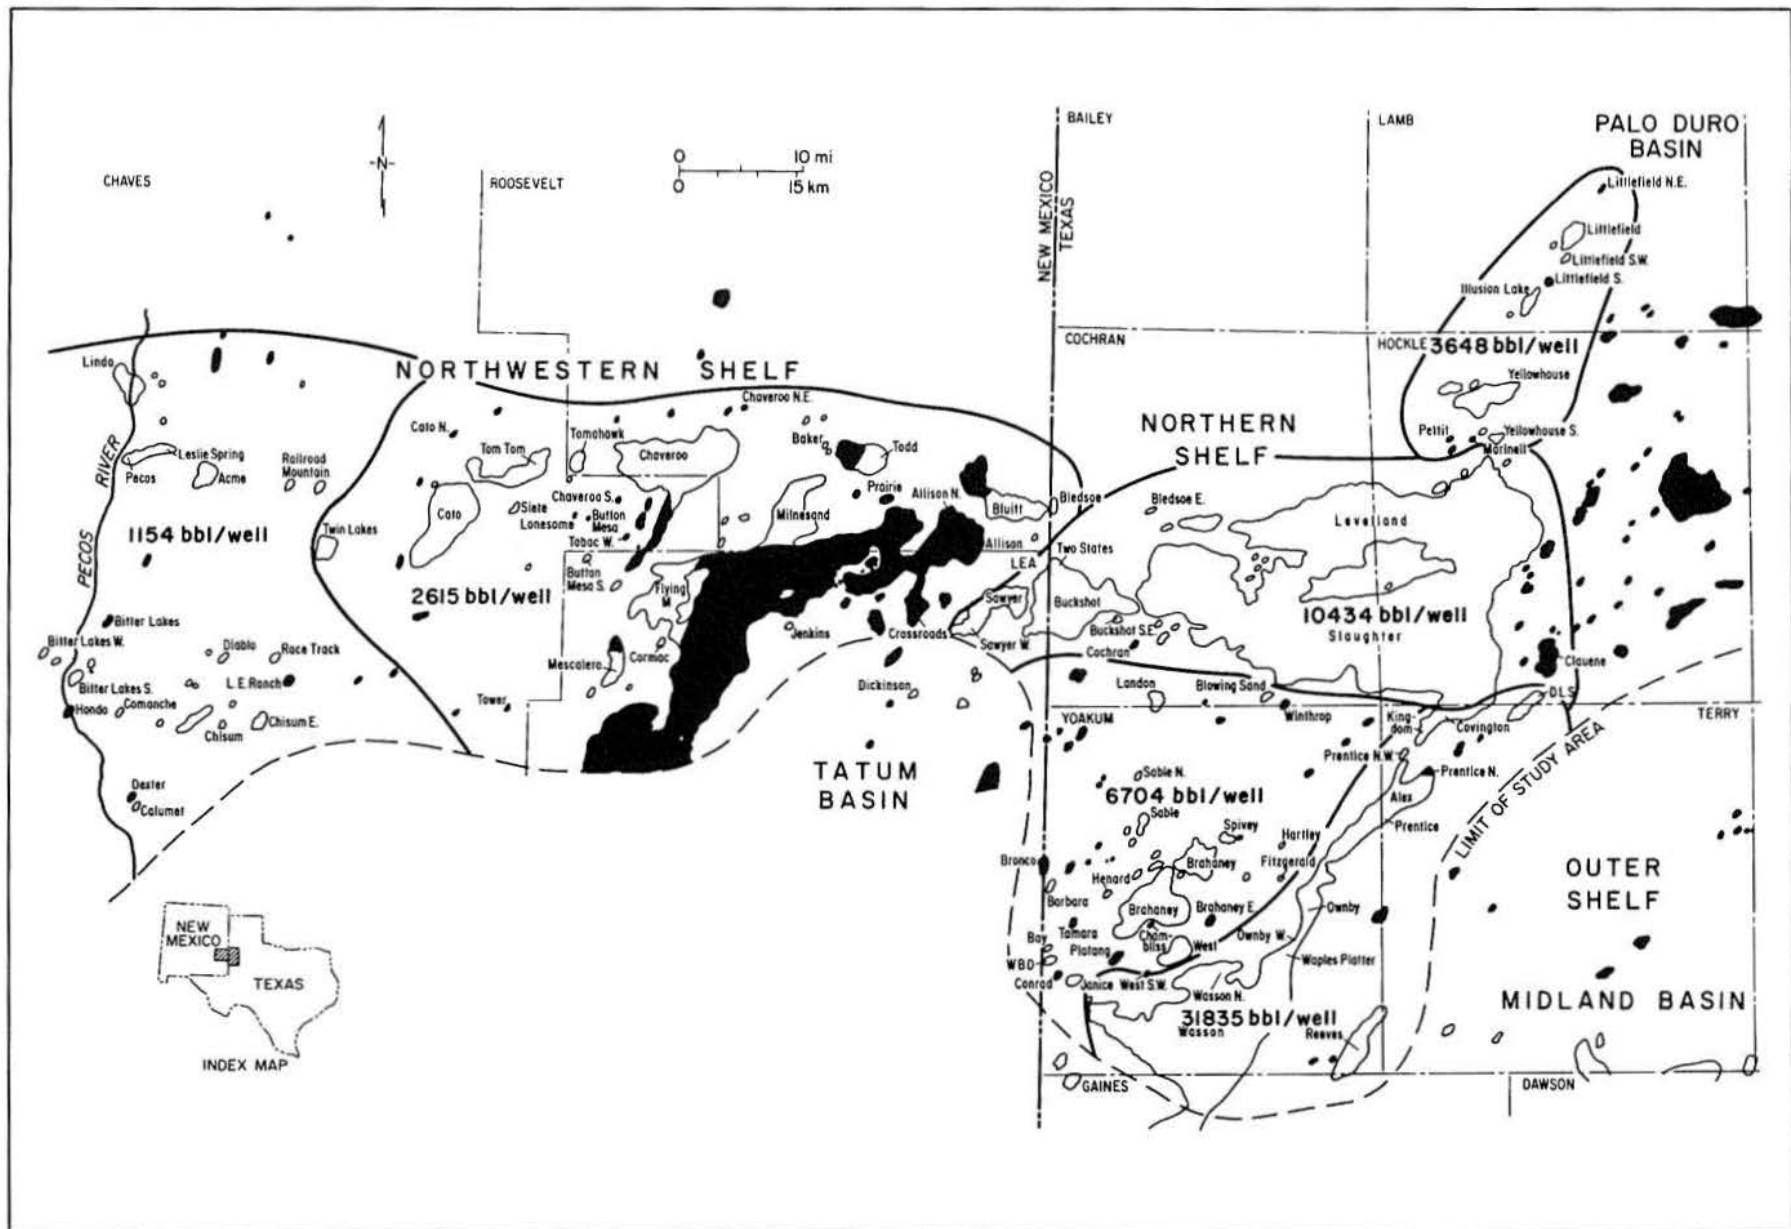 BAILEY
LAMB
PALO DURO
BASIN
CHAVES
-N-
ROOSEVELT
0 10 mi
0 15 km
NEW MEXICO
TEXAS
Littlefield N.E.
Littlefield
Littlefield S.W.
Littlefield S.
Illusion Lake
COCHRAN
HOCKLE
3648 bbl/well
Yellowhouse
Pettit
Yellowhouse S.
Marinell
NORTHWESTERN SHELF
NORTHERN
SHELF
Linda
PECOS RIVER
Leslie Spring
Pecos
Acme
Railroad
Mountain
1154 bbl/well
Twin Lakes
Bitter Lakes
Bitter Lakes W.
Bitter Lakes S.
Diablo
Race Track
L.E. Ranch
Hondo
Comanche
Chisum
Chisum E.
Dexter
Calumet
Cato N.
Tom Tom
Tomahawk
Chaveroo
Chaveroo N.E.
Baker
Todd
Cato
Siete
Chaveroo S.
Lonesome
Button
Mesa
Tabac W.
Button
Mesa S.
2615 bbl/well
Milnesand
Prairie
Allison N.
Bluitt
Bledsoe
Bledsoe E.
Allison
Two States
LEA
Flying
M
Sawyer
Sawyer W.
Buckshot
Buckshot S.E.
Crossroads
Jenkins
Mescalero
Cormac
Tower
Dickinson
Levelland
10434 bbl/well
Slaughter
Clauene
Cochran
Landon
Blowing Sand
Winthrop
DLS
YOAKUM
King-
dom
Covington
TERRY
TATUM
BASIN
Prentice N.W.
Prentice N.
Alex
Prentice
LIMIT OF STUDY AREA
Sable N.
6704 bbl/well
Sable
Spivey
Hartley
Fitzgerald
Bronco
Brahaney
Henard
Barbara
Brahaney
Brahaney E.
Ownby
Ownby W.
Tamara
Cham-
bliss
West
Bay
Platang
WBD
Waples Platter
Conrad
Janice
West S.W.
Wasson N.
31835 bbl/well
Wasson
Reeves
OUTER
SHELF
MIDLAND BASIN
GAINES
DAWSON
NEW
MEXICO
TEXAS
INDEX MAP